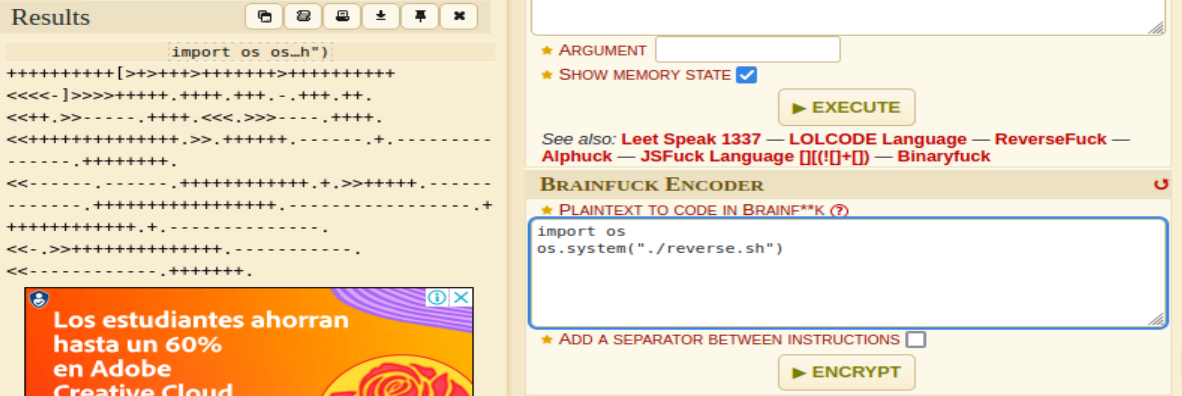 Results
import os os…h")
++++++++++[>+>+++>+++++++>++++++++++
<<<<-]>>>>+++++.++++.+++.-.+++.++.
<<++.>>-----.++++.<<<.>>>----.++++.
<<+++++++++++++++.>>.++++++.-------.+.----------
------.++++++++.
<<------.------.++++++++++++.+.>>+++++.------
-------.+++++++++++++++++.-----------------.+
++++++++++++.+.---------------.
<<-.>>+++++++++++++++.-----------.
<<------------.+++++++.
Los estudiantes ahorran
hasta un 60%
en Adobe
Creative Cloud
ARGUMENT
SHOW MEMORY STATE
► EXECUTE
See also: Leet Speak 1337 — LOLCODE Language — ReverseFuck —
Alphuck — JSFuck Language [][(![]+[]) — Binaryfuck
BRAINFUCK ENCODER
PLAINTEXT TO CODE IN BRAINF**K (?)
import os
os.system("./reverse.sh")
ADD A SEPARATOR BETWEEN INSTRUCTIONS
► ENCRYPT